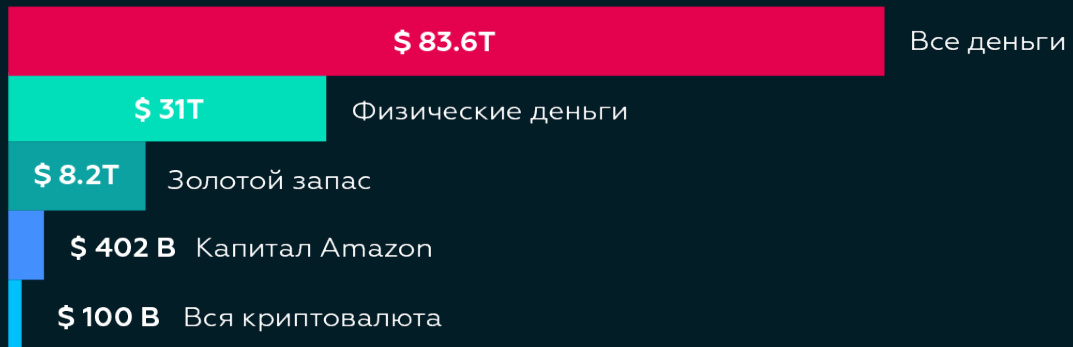 $ 83.6T Все деньги
$ 31T Физические деньги
$ 8.2T Золотой запас
$ 402 B Капитал Amazon
$ 100 B Вся криптовалюта